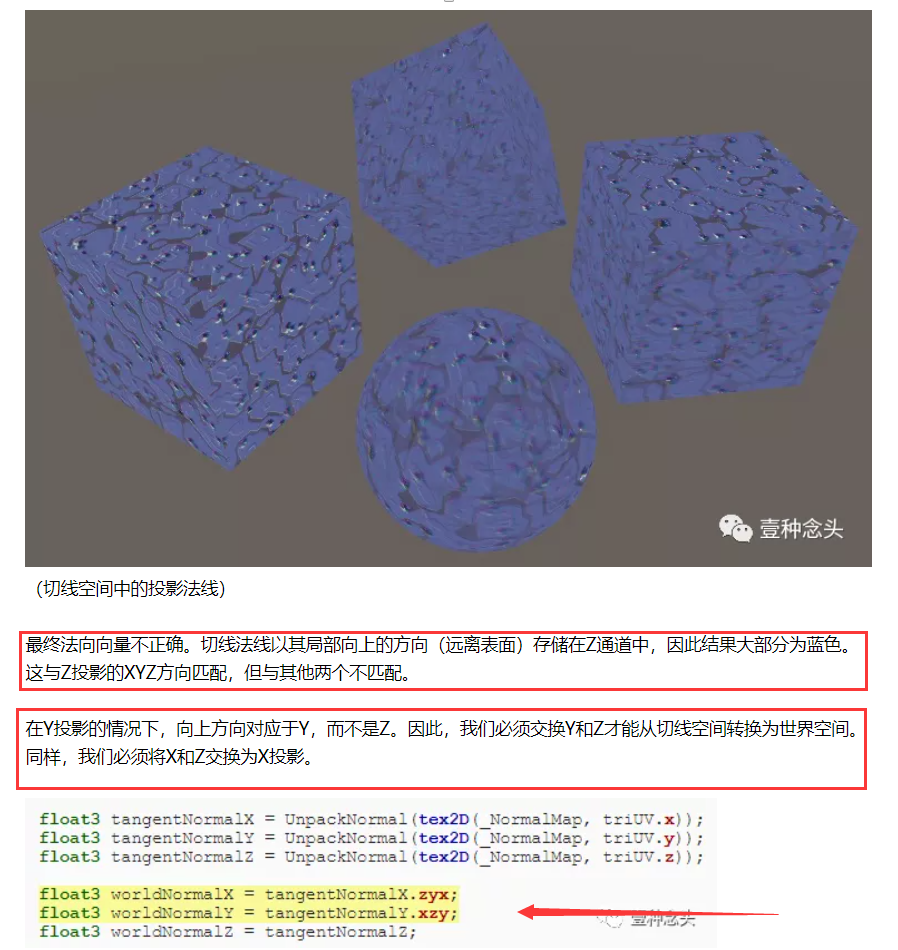 壹种念头
(切线空间中的投影法线)
最终法向向量不正确。切线法线以其局部向上的方向(远离表面)存储在Z通道中，因此结果大部分为蓝色。
这与Z投影的XYZ方向匹配，但与其他两个不匹配。
在Y投影的情况下，向上方向对应于Y，而不是Z。因此，我们必须交换Y和Z才能从切线空间转换为世界空间。
同样，我们必须将X和Z交换为X投影。
float3 tangentNormalX = UnpackNormal(tex2D(_NormalMap, triUV.x));
float3 tangentNormalY = UnpackNormal(tex2D(_NormalMap, triUV.y));
float3 tangentNormalZ = UnpackNormal(tex2D(_NormalMap, triUV.z));
float3 worldNormalX = tangentNormalX.zyx;
float3 worldNormalY = tangentNormalY.xzy;
壹种念头
float3 worldNormalZ = tangentNormalZ;